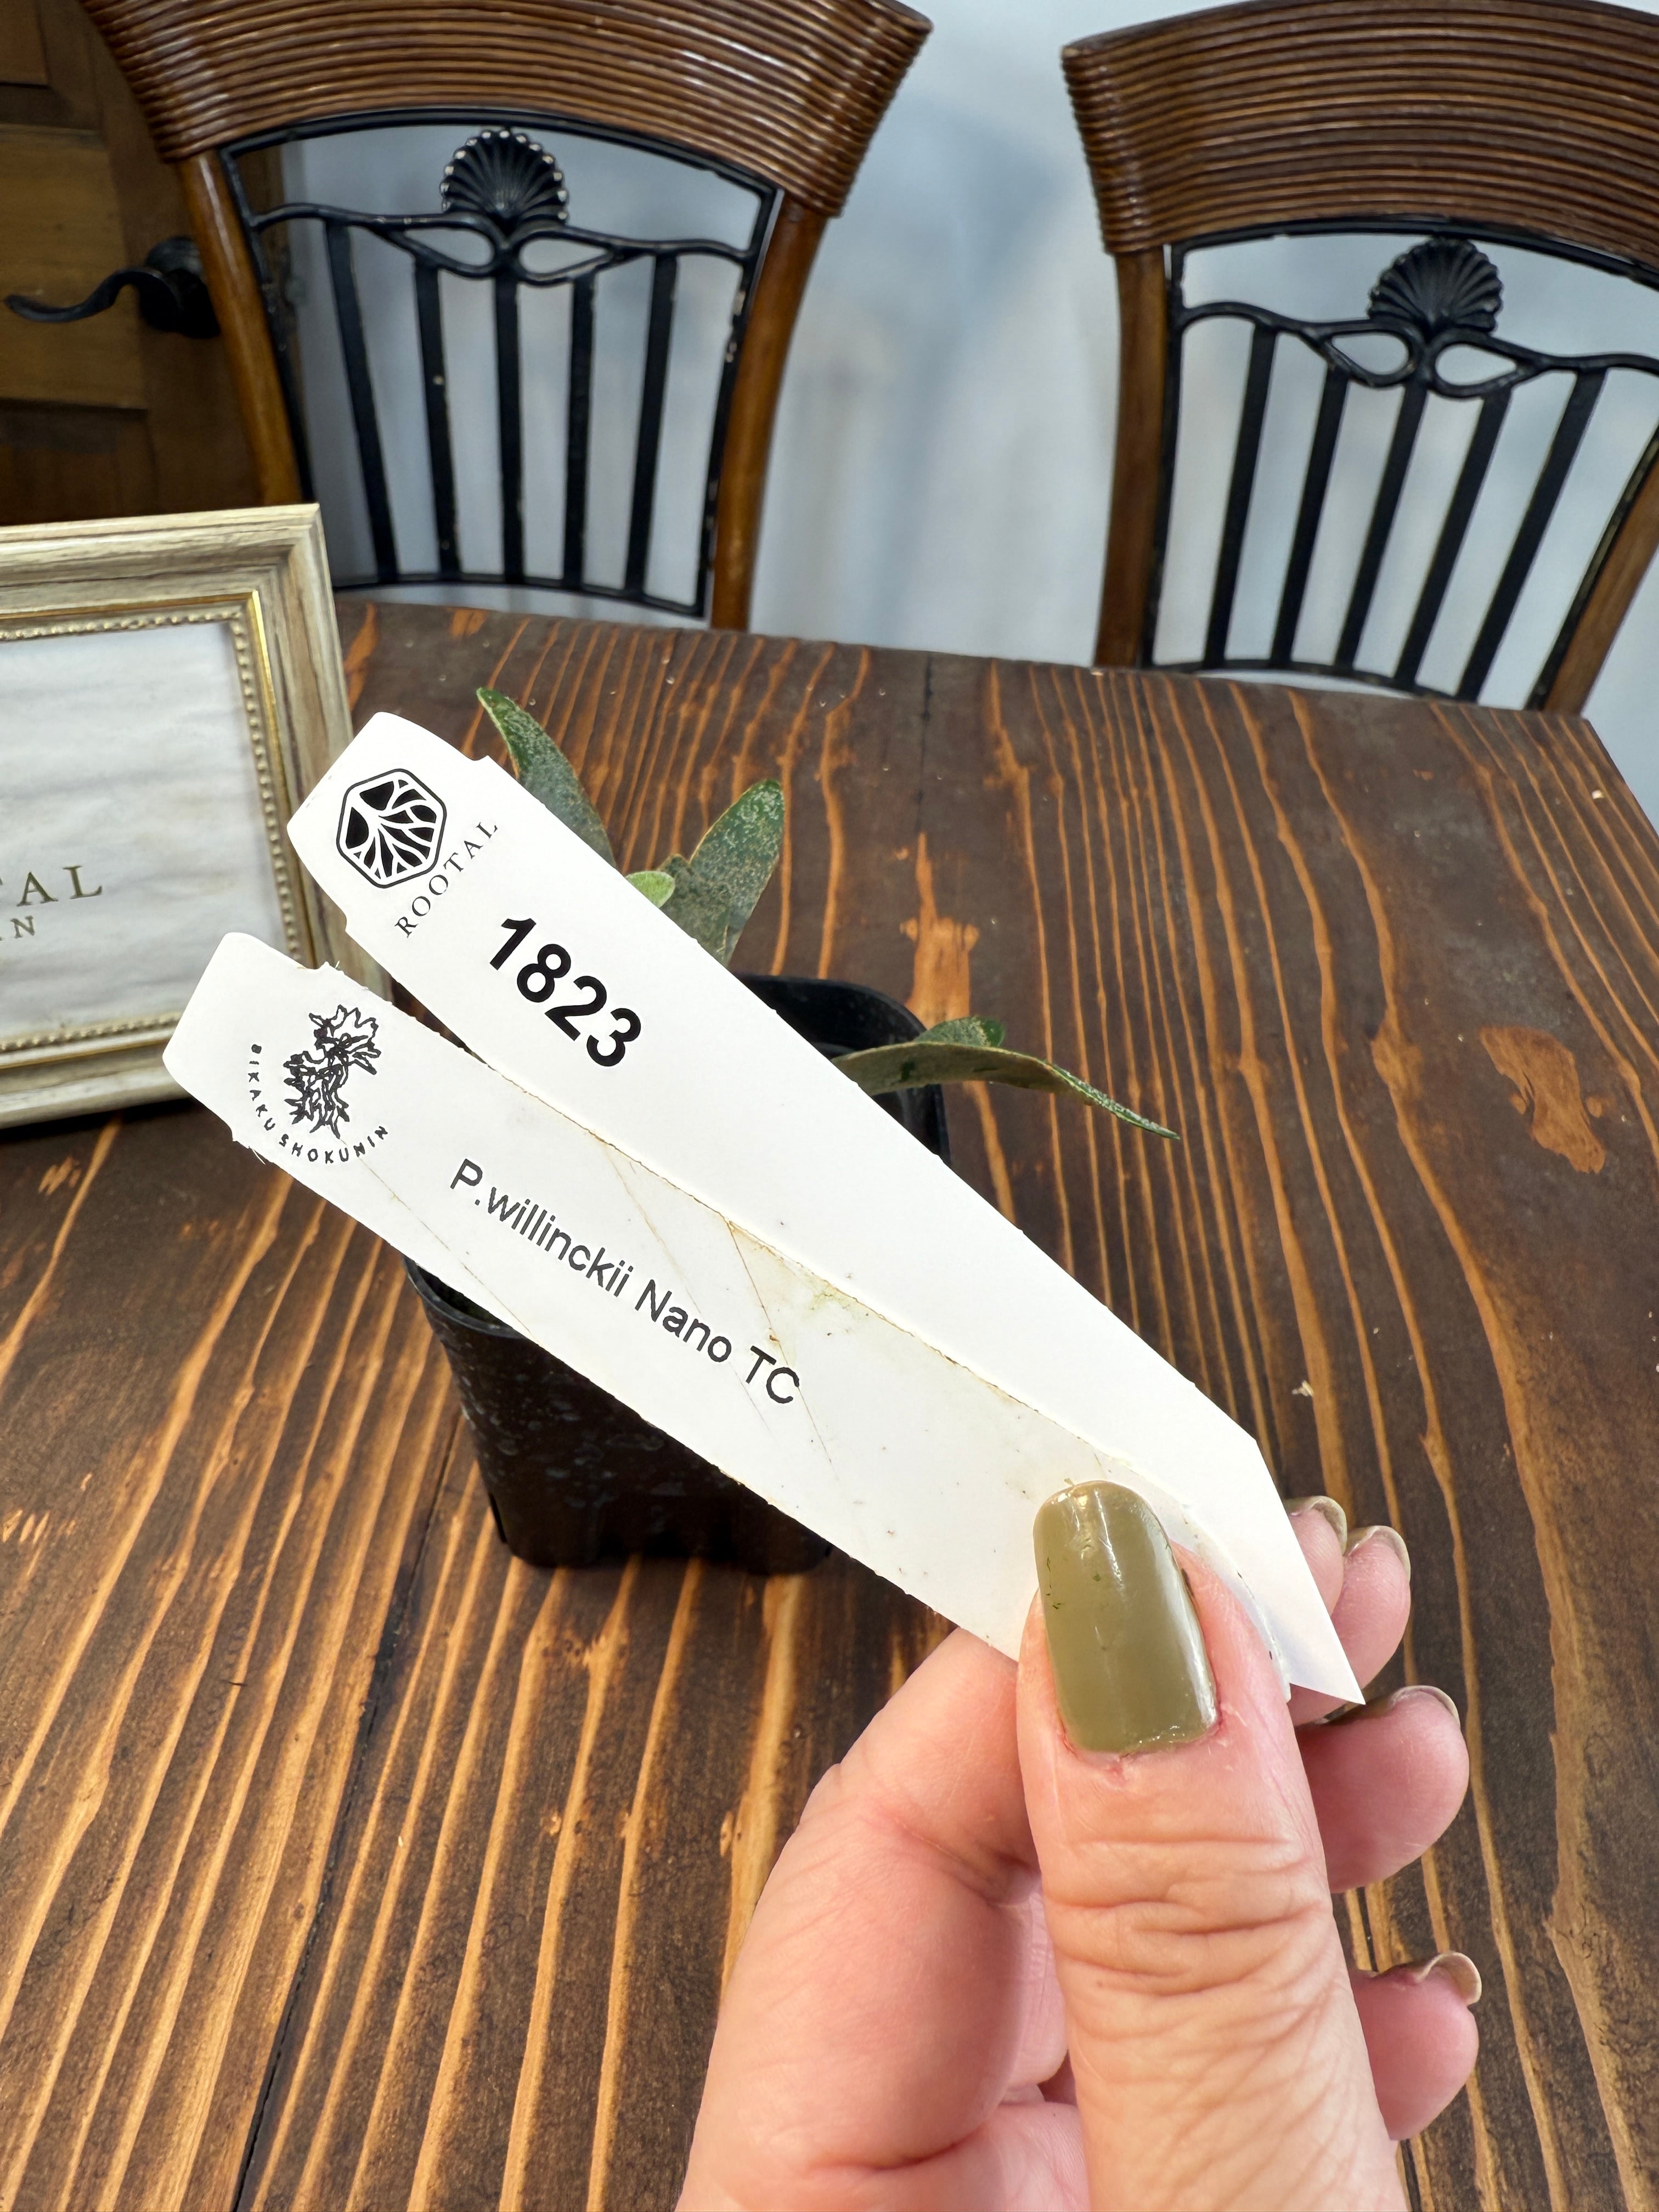 ROOTAL
1823
BIKAKU SHOKUNIN
P.willinckii Nano TC
TAL
N